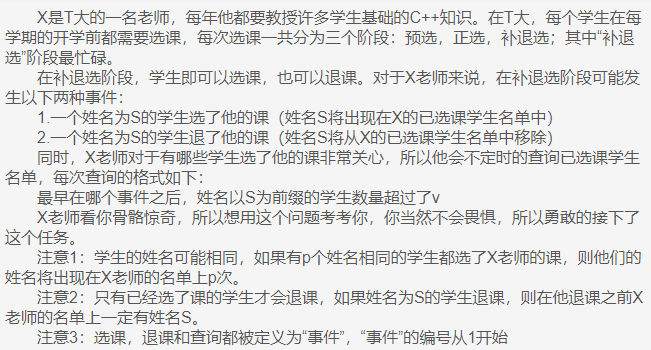 X是T大的一名老师，每年他都要教授许多学生基础的C++知识。在T大，每个学生在每
学期的开学前都需要选课，每次选课一共分为三个阶段：预选，正选，补退选；其中“补退
选”阶段最忙碌。
在补退选阶段，学生即可以选课，也可以退课。对于X老师来说，在补退选阶段可能发
生以下两种事件：
1.一个姓名为S的学生选了他的课（姓名S将出现在X的已选课学生名单中）
2.一个姓名为S的学生退了他的课（姓名S将从X的已选课学生名单中移除）
同时，X老师对于有哪些学生选了他的课非常关心，所以他会不定时的查询已选课学生
名单，每次查询的格式如下：
最早在哪个事件之后，姓名以S为前缀的学生数量超过了v
X老师看你骨骼惊奇，所以想用这个问题考考你，你当然不会畏惧，所以勇敢的接下了
这个任务。
注意1：学生的姓名可能相同，如果有p个姓名相同的学生都选了X老师的课，则他们的
姓名将出现在X老师的名单上p次。
注意2：只有已经选了课的学生才会退课，如果姓名为S的学生退课，则在他退课之前X
老师的名单上一定有姓名S。
注意3：选课，退课和查询都被定义为“事件”，“事件”的编号从1开始